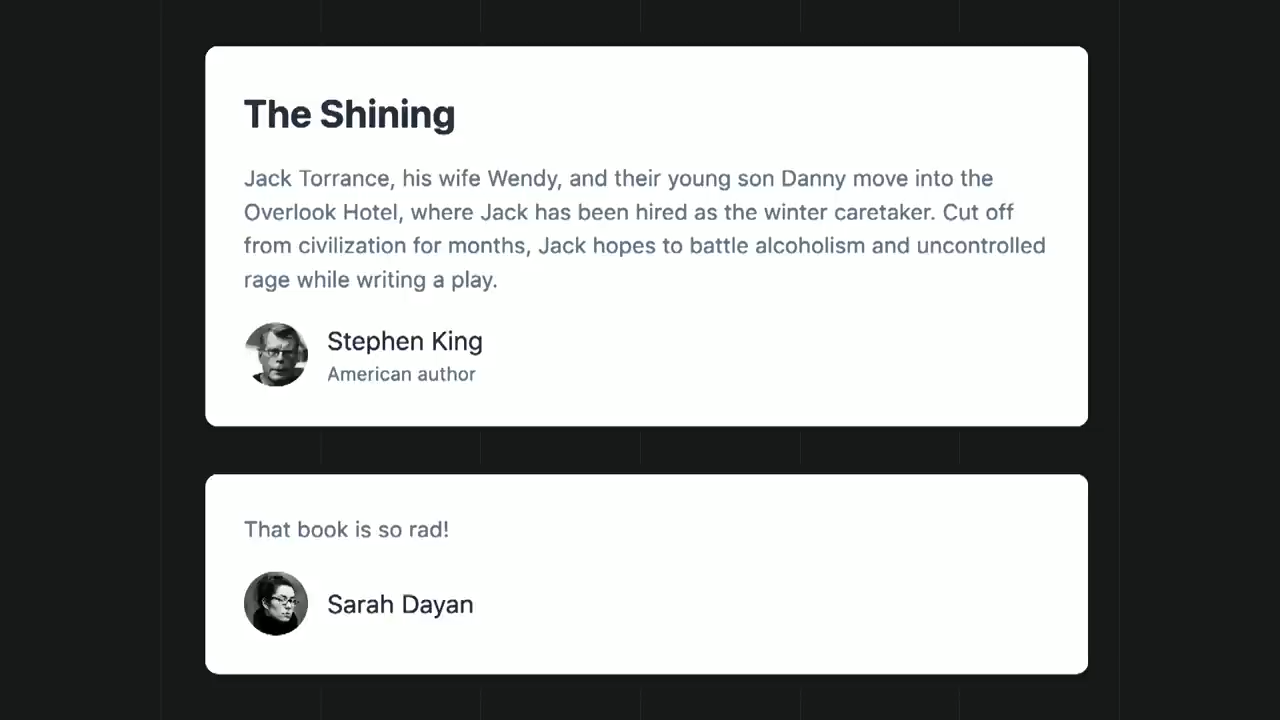 The Shining
Jack Torrance, his wife Wendy, and their young son Danny move into the
Overlook Hotel, where Jack has been hired as the winter caretaker. Cut off
from civilization for months, Jack hopes to battle alcoholism and uncontrolled
rage while writing a play.
Stephen King
American author
That book is so rad!
Sarah Dayan